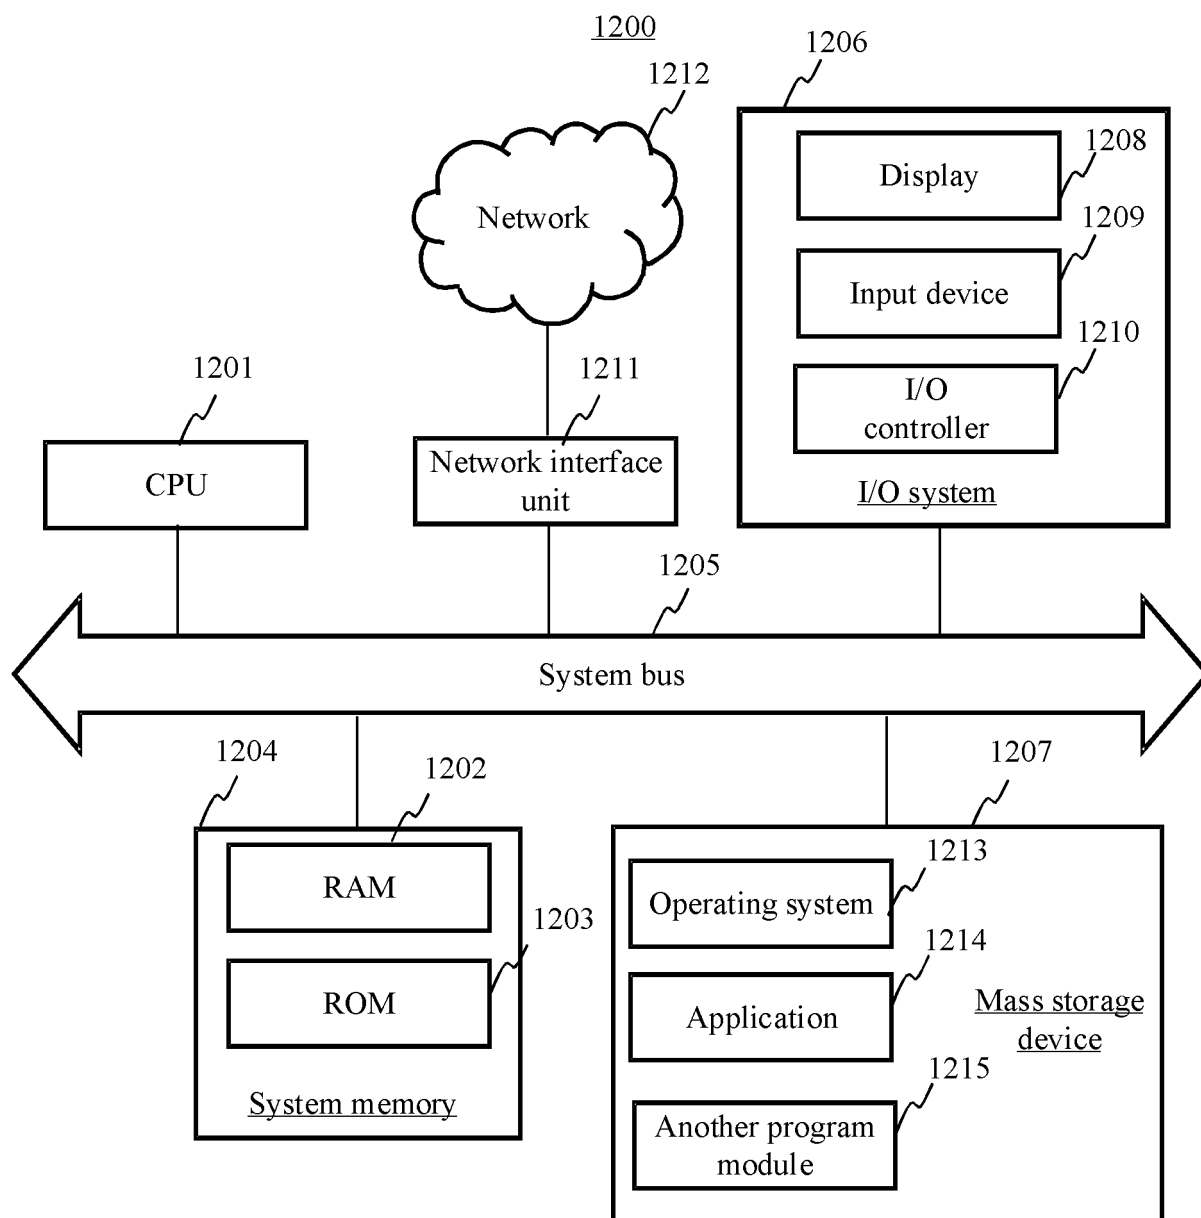 1200
1206
1212
Display
1208
Network
1209
Input device
1210
1201
1211
I/O
controller
CPU
Network interface
unit
I/O system
1205
System bus
1204
1202
1207
RAM
1213
Operating system
1203
1214
ROM
Application
Mass storage
device
1215
System memory
Another program
module